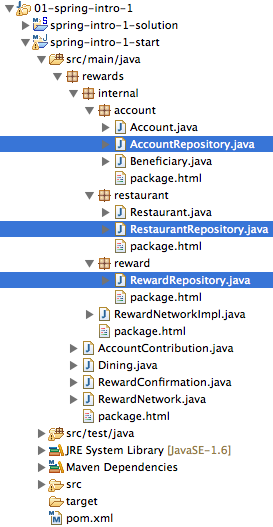 01-spring-intro-1
spring-intro-1-solution
spring-intro-1-start
src/main/java
rewards
internal
account
Account.java
AccountRepository.java
Beneficiary.java
package.html
restaurant
Restaurant.java
RestaurantRepository.java
package.html
reward
RewardRepository.java
package.html
RewardNetworkImpl.java
package.html
AccountContribution.java
Dining.java
RewardConfirmation.java
RewardNetwork.java
package.html
src/test/java
JRE System Library [JavaSE-1.6]
Maven Dependencies
src
target
pom.xml